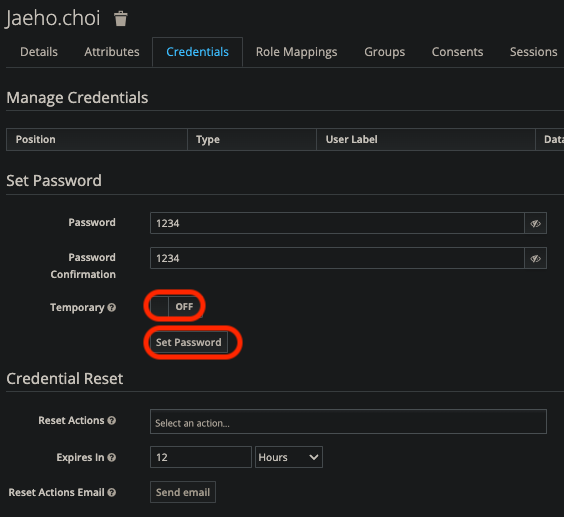 Jaeho.choi
Details Attributes Credentials Role Mappings Groups Consents Sessions
Manage Credentials
Position Type User Label Data
Set Password
Password 1234
Password Confirmation 1234
Temporary OFF
Set Password
Credential Reset
Reset Actions Select an action...
Expires In 12 Hours
Reset Actions Email Send email